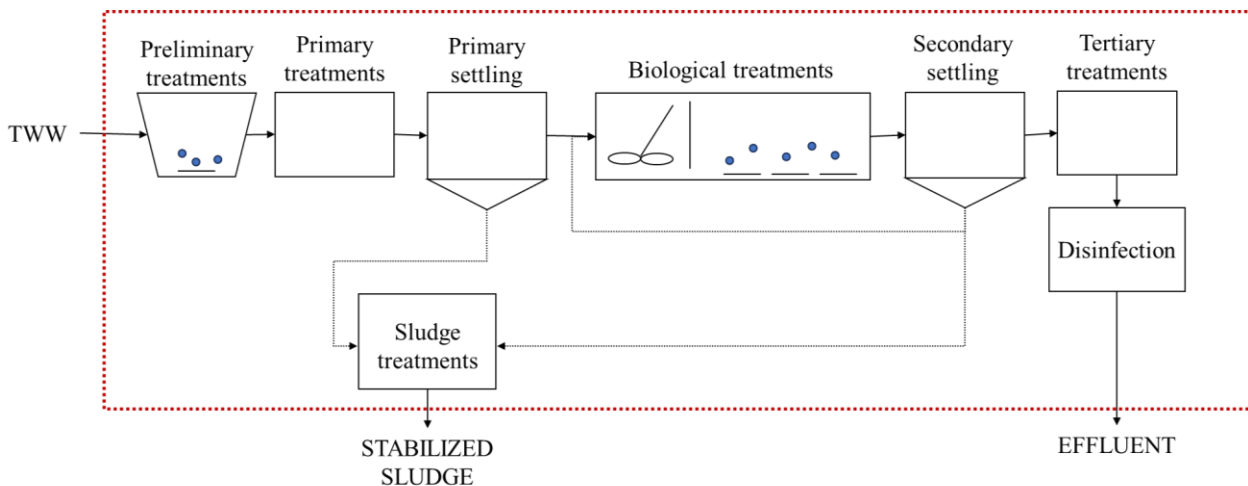 Preliminary
treatments
Primary
treatments
Primary
settling
Biological treatments
Secondary
settling
Tertiary
treatments
TWW
Disinfection
Sludge
treatments
STABILIZED
SLUDGE
EFFLUENT